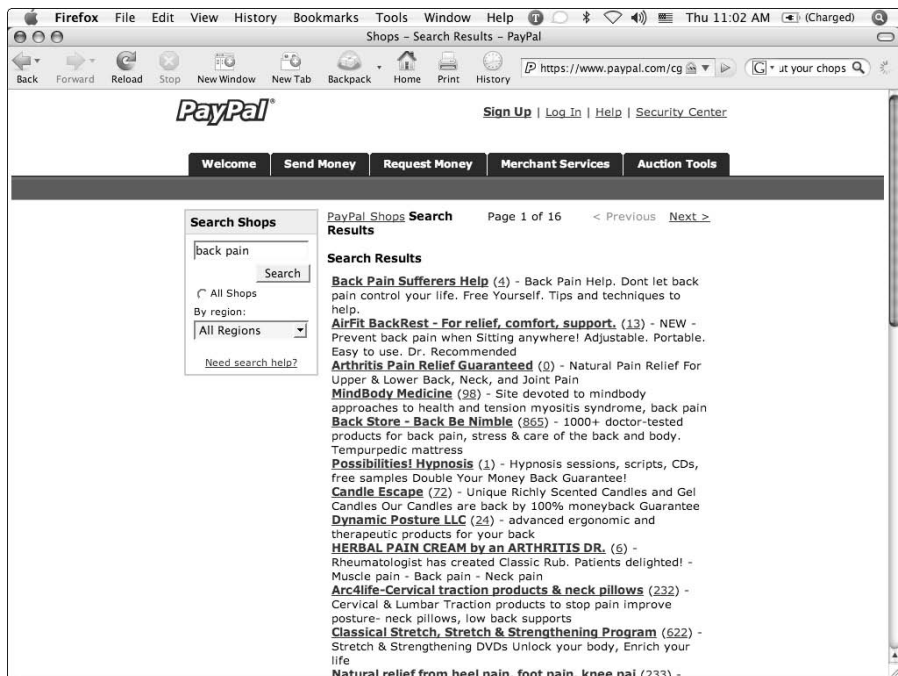 Firefox File Edit View History Bookmarks Tools Window Help Thu 11:02 AM (Charged)
Shops – Search Results – PayPal
Back Forward Reload Stop New Window New Tab Backpack Home Print History https://www.paypal.com/cg G ut your chops
PayPal®
Sign Up | Log In | Help | Security Center
Welcome Send Money Request Money Merchant Services Auction Tools
Search Shops
back pain
Search
All Shops
By region:
All Regions
Need search help?
PayPal Shops Search Results Page 1 of 16 < Previous Next >
Search Results
Back Pain Sufferers Help (4) - Back Pain Help. Dont let back
pain control your life. Free Yourself. Tips and techniques to
help.
AirFit BackRest - For relief, comfort, support. (13) - NEW -
Prevent back pain when Sitting anywhere! Adjustable. Portable.
Easy to use. Dr. Recommended
Arthritis Pain Relief Guaranteed (0) - Natural Pain Relief For
Upper & Lower Back, Neck, and Joint Pain
MindBody Medicine (98) - Site devoted to mindbody
approaches to health and tension myositis syndrome, back pain
Back Store - Back Be Nimble (865) - 1000+ doctor-tested
products for back pain, stress & care of the back and body.
Tempurpedic mattress
Possibilities! Hypnosis (1) - Hypnosis sessions, scripts, CDs,
free samples Double Your Money Back Guarantee!
Candle Escape (72) - Unique Richly Scented Candles and Gel
Candles Our Candles are back by 100% moneyback Guarantee
Dynamic Posture LLC (24) - advanced ergonomic and
therapeutic products for your back
HERBAL PAIN CREAM by an ARTHRITIS DR. (6) -
Rheumatologist has created Classic Rub. Patients delighted! -
Muscle pain - Back pain - Neck pain
Arc4life-Cervical traction products & neck pillows (232) -
Cervical & Lumbar Traction products to stop pain improve
posture- neck pillows, low back supports
Classical Stretch, Stretch & Strengthening Program (622) -
Stretch & Strengthening DVDs Unlock your body, Enrich your
life
Natural relief from heel pain, foot pain, knee pai (233) -